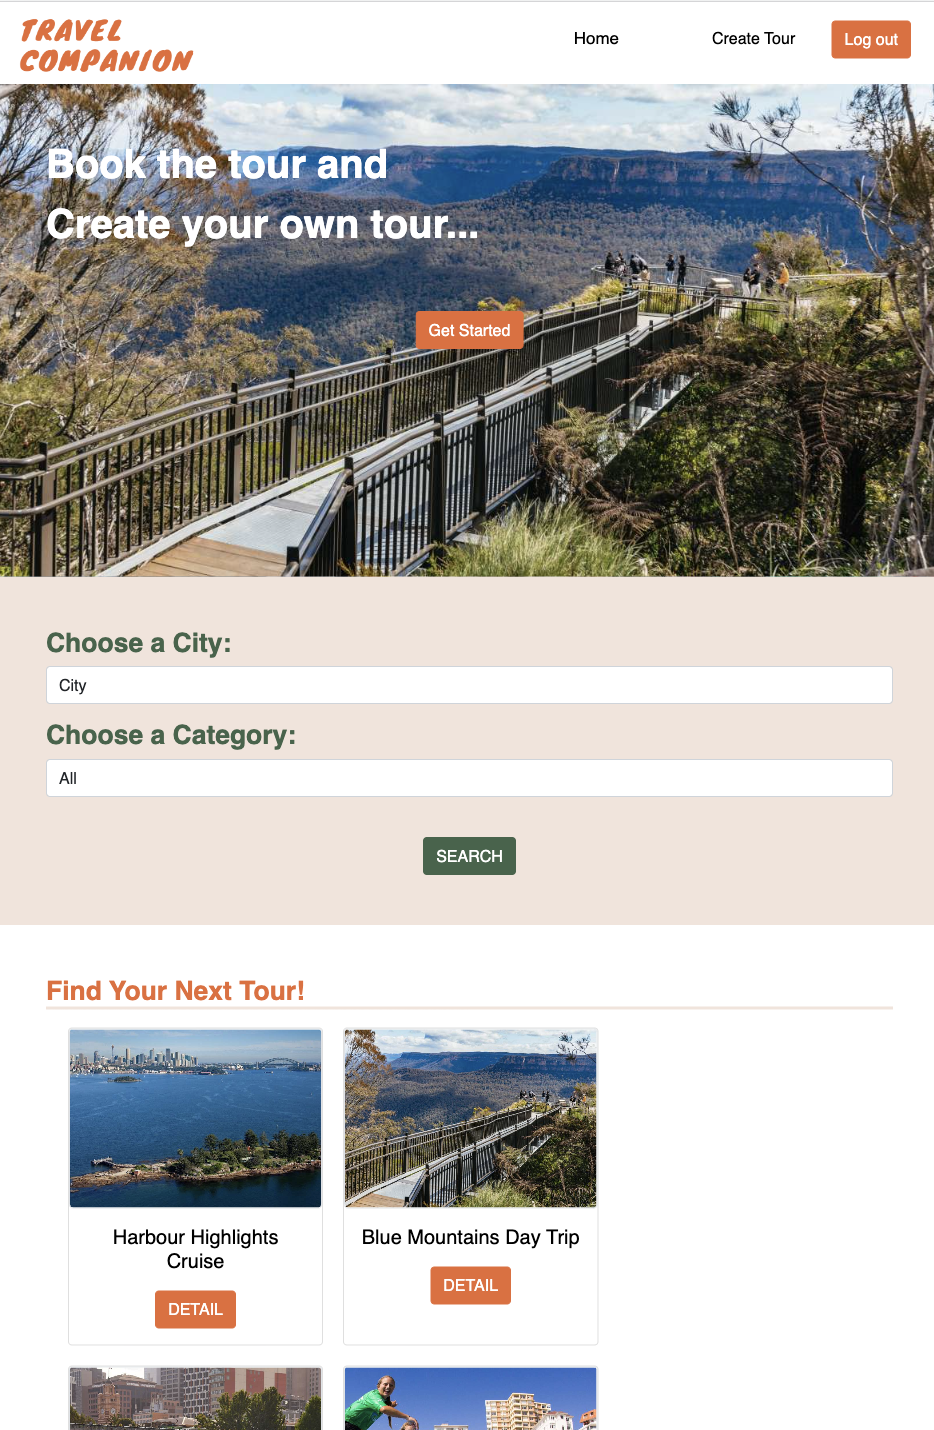 TRAVEL
COMPANION
Home
Create Tour
Log out
Book the tour and
Create your own tour...
Get Started
Choose a City:
City
Choose a Category:
All
SEARCH
Find Your Next Tour!
Harbour Highlights
Cruise
DETAIL
Blue Mountains Day Trip
DETAIL